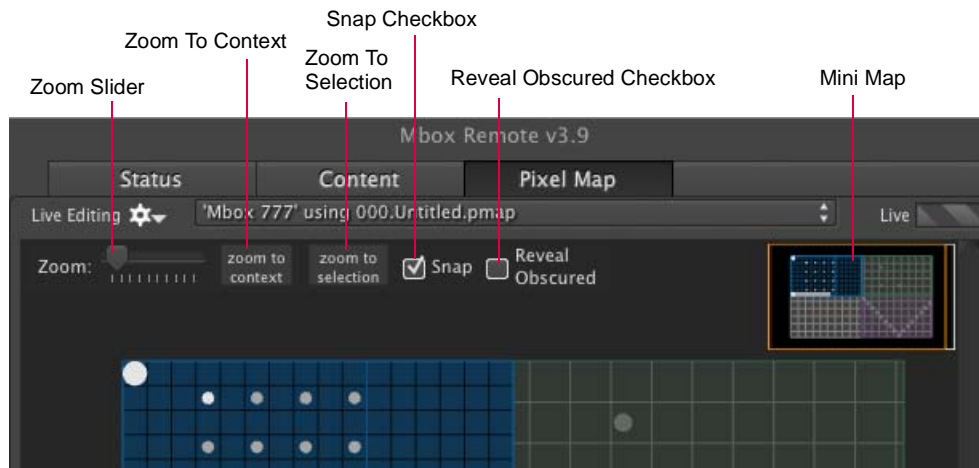 Snap Checkbox
Zoom To Context
Zoom To
Selection
Reveal Obscured Checkbox
Mini Map
Zoom Slider
Mbox Remote v3.9
Status
Content
Pixel Map
Live Editing
'Mbox 777' using 000.Untitled.pmap
Live
Zoom:
zoom to
context
zoom to
selection
Snap
Reveal
Obscured